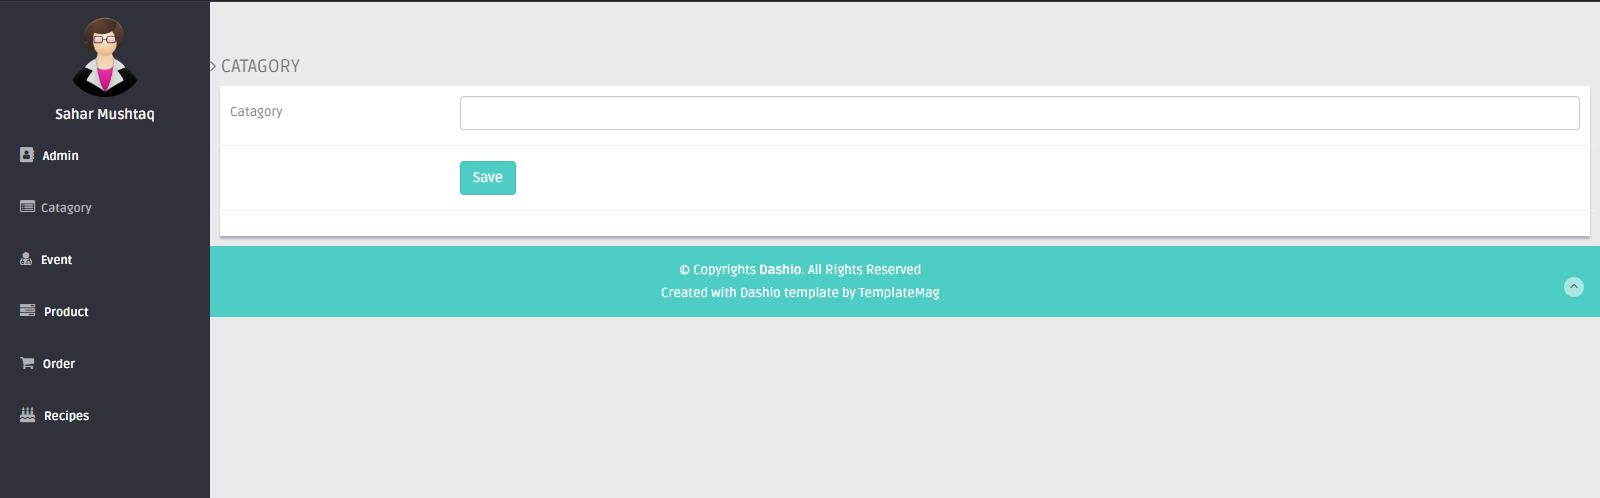 Sahar Mushtaq
Admin
Catagory
Event
Product
Order
Recipes
CATAGORY
Catagory
Save
© Copyrights Dashio. All Rights Reserved
Created with Dashio template by TemplateMag